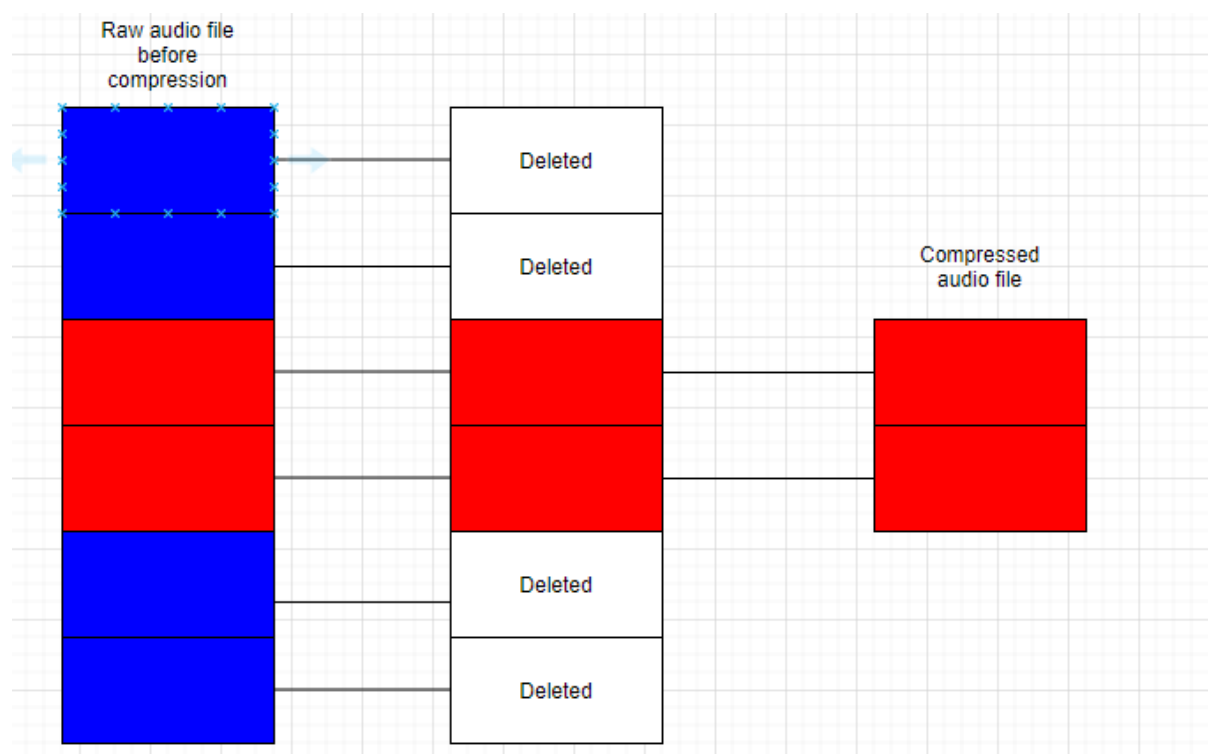 Raw audio file
before
compression
Deleted
Deleted
Compressed
audio file
Deleted
Deleted